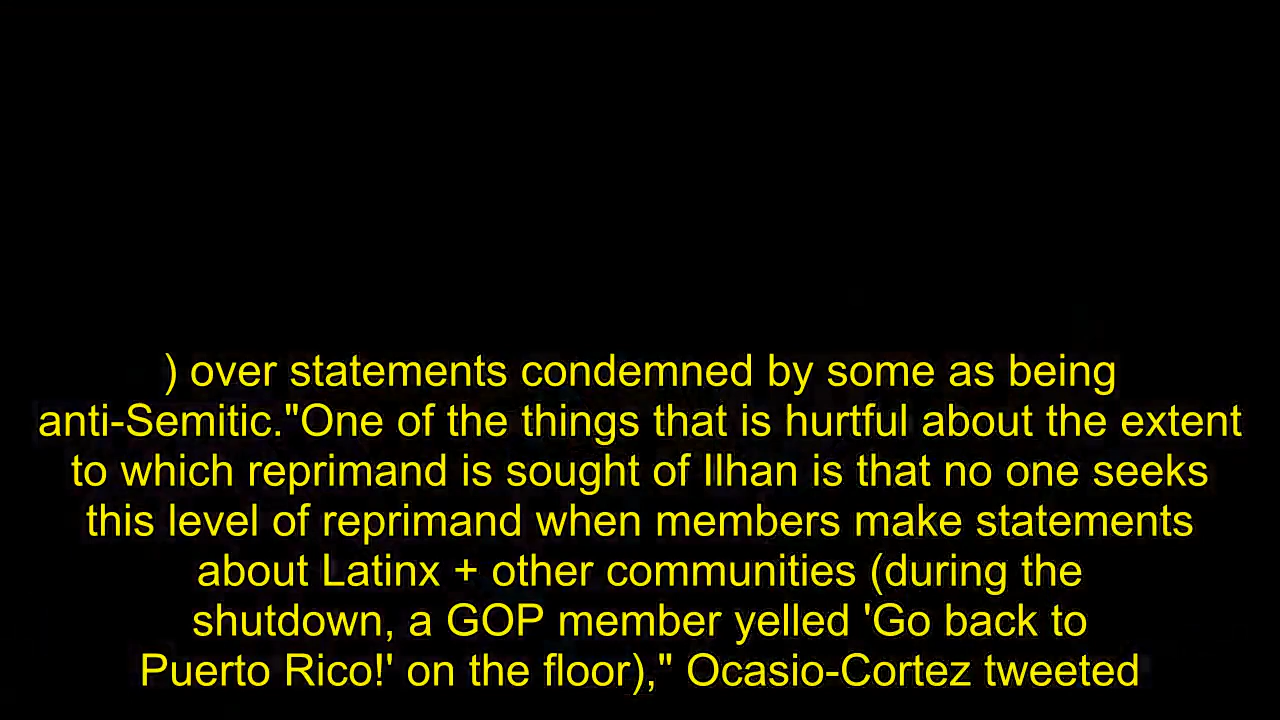 ) over statements condemned by some as being
anti-Semitic."One of the things that is hurtful about the extent
to which reprimand is sought of Ilhan is that no one seeks
this level of reprimand when members make statements
about Latinx + other communities (during the
shutdown, a GOP member yelled 'Go back to
Puerto Rico!' on the floor)," Ocasio-Cortez tweeted